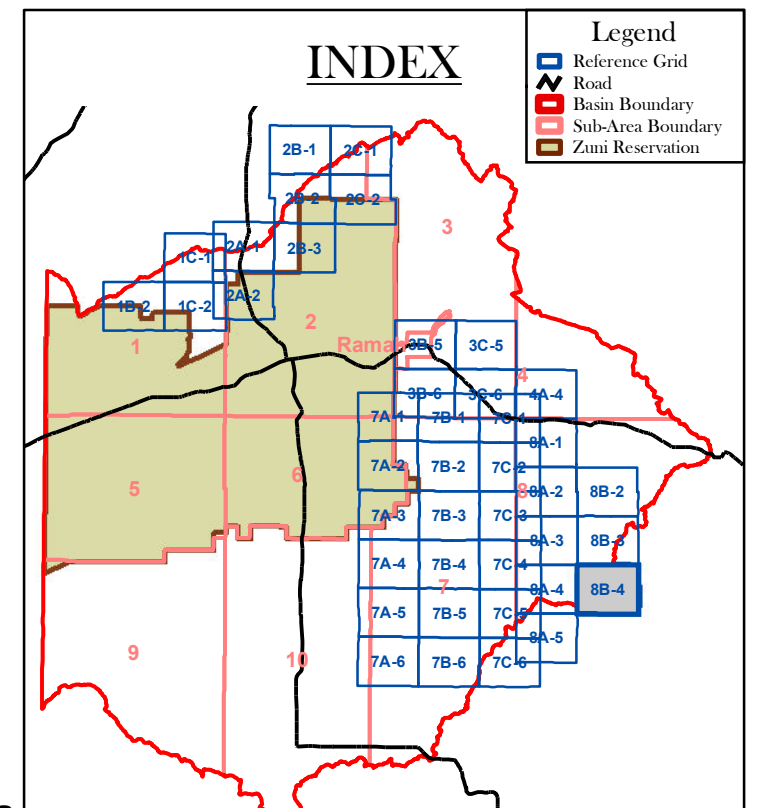 INDEX
Legend
Reference Grid
Road
Basin Boundary
Sub-Area Boundary
Zuni Reservation
2B-1 2C-1
2B-2 2C-2
3
2A-1 2B-3
1C-1
2A-2
1B-2 1C-2
2
1
Ramah 3B-5 3C-5
4
3B-6 3C-6 4A-4
7A-1 7B-1 7C-1
8A-1
7A-2 7B-2 7C-2
6
5
8 8A-2 8B-2
7A-3 7B-3 7C-3
8A-3 8B-3
7A-4 7B-4 7C-4
7
8A-4 8B-4
7A-5 7B-5 7C-5
8A-5
9
10
7A-6 7B-6 7C-6